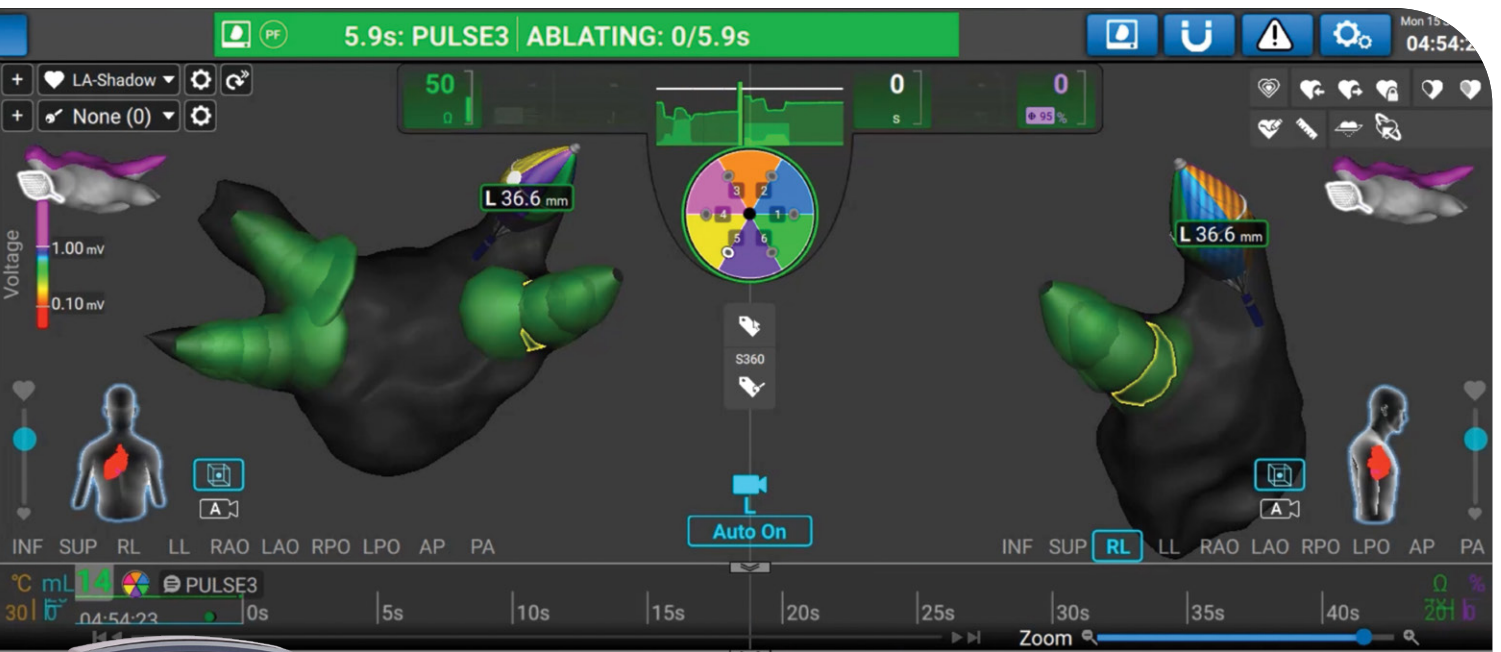 PF 5.9s: PULSE3 ABLATING: 0/5.9s
Mon 15
04:54:2
+ LA-Shadow
+ None (0)
50
Ω
0
s
0
Φ 95 %
3 2
4 1
5 6
L 36.6 mm
L 36.6 mm
Voltage
1.00 mV
0.10 mV
S360
A
L
Auto On
A
INF SUP RL LL RAO LAO RPO LPO AP PA
INF SUP RL LL RAO LAO RPO LPO AP PA
°C mL 14 PULSE3
Ω %
30 04:54:23
0s 5s 10s 15s 20s 25s 30s 35s 40s
Zoom